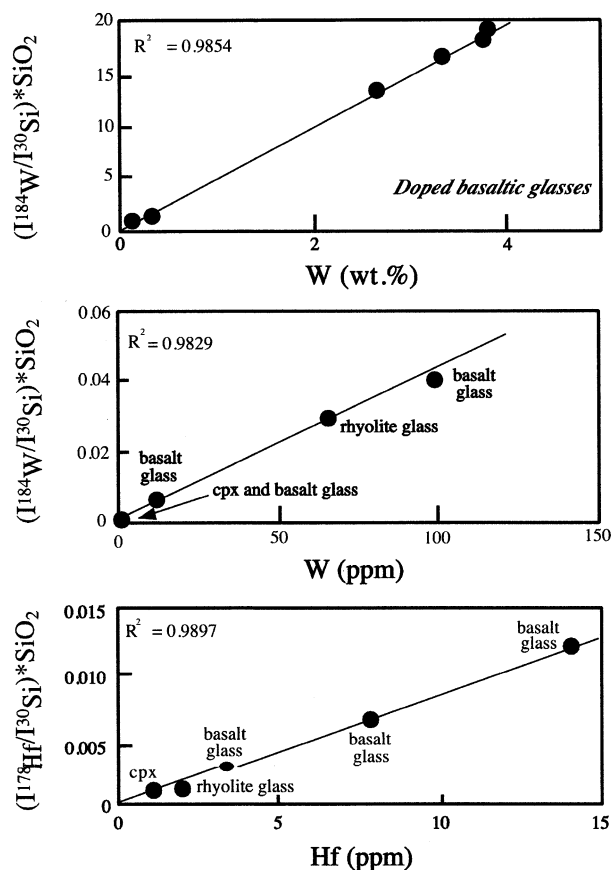 20
R² = 0.9854
15
10
5
0
(I¹⁸⁴W/I³⁰Si)*SiO₂
Doped basaltic glasses
0 2 4
W (wt.%)
0.06
R² = 0.9829
0.04
0.02
0
(I¹⁸⁴W/I³⁰Si)*SiO₂
basalt
glass
rhyolite glass
basalt
glass
cpx and basalt glass
0 50 100 150
W (ppm)
0.015
R² = 0.9897
0.010
0.005
0
(I¹⁷⁸Hf/I³⁰Si)*SiO₂
basalt
glass
basalt
glass
basalt
glass
cpx
rhyolite glass
0 5 10 15
Hf (ppm)